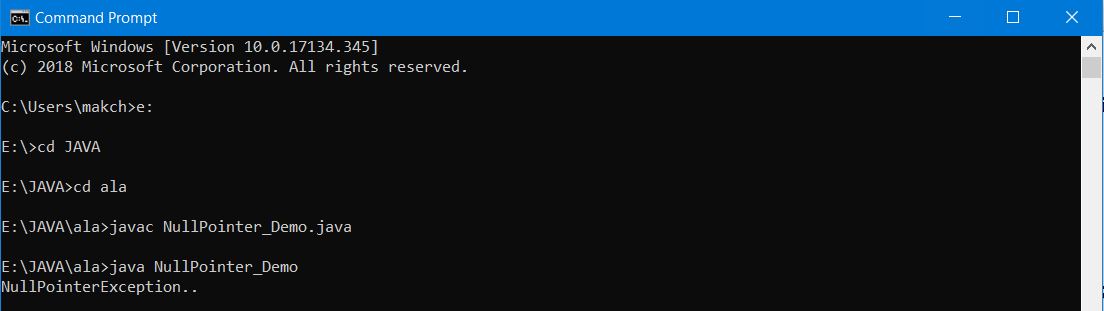 Command Prompt
Microsoft Windows [Version 10.0.17134.345]
(c) 2018 Microsoft Corporation. All rights reserved.
C:\Users\makch>e:
E:\>cd JAVA
E:\JAVA>cd ala
E:\JAVA\ala>javac NullPointer_Demo.java
E:\JAVA\ala>java NullPointer_Demo
NullPointerException..